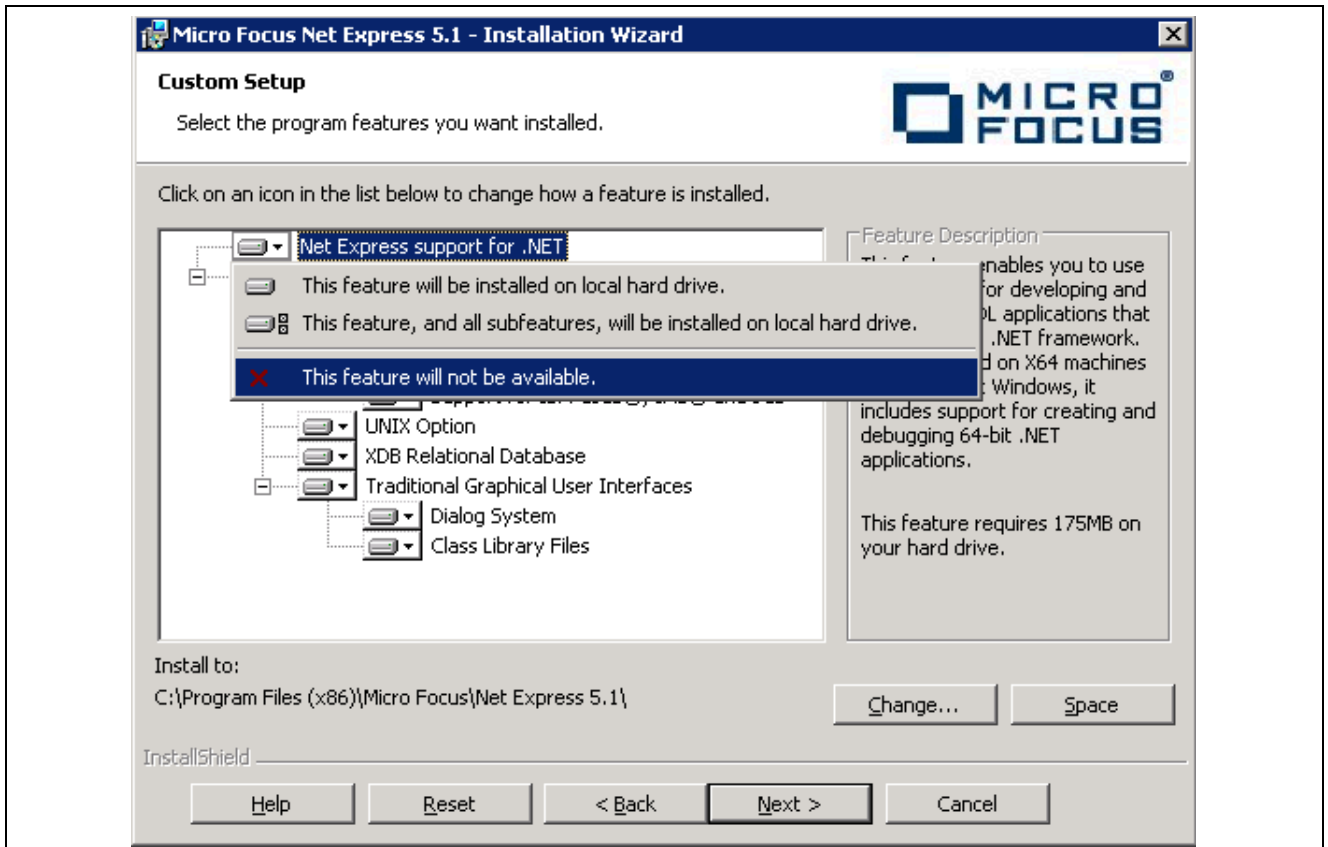 Micro Focus Net Express 5.1 - Installation Wizard
Custom Setup
Select the program features you want installed.
MICRO
FOCUS
®
Click on an icon in the list below to change how a feature is installed.
Net Express support for .NET
This feature will be installed on local hard drive.
This feature, and all subfeatures, will be installed on local hard drive.
This feature will not be available.
UNIX Option
XDB Relational Database
Traditional Graphical User Interfaces
Dialog System
Class Library Files
Feature Description
enables you to use
for developing and
applications that
.NET framework.
on X64 machines
Windows, it
includes support for creating and
debugging 64-bit .NET
applications.
This feature requires 175MB on
your hard drive.
Install to:
C:\Program Files (x86)\Micro Focus\Net Express 5.1\
Change...
Space
InstallShield
Help
Reset
< Back
Next >
Cancel